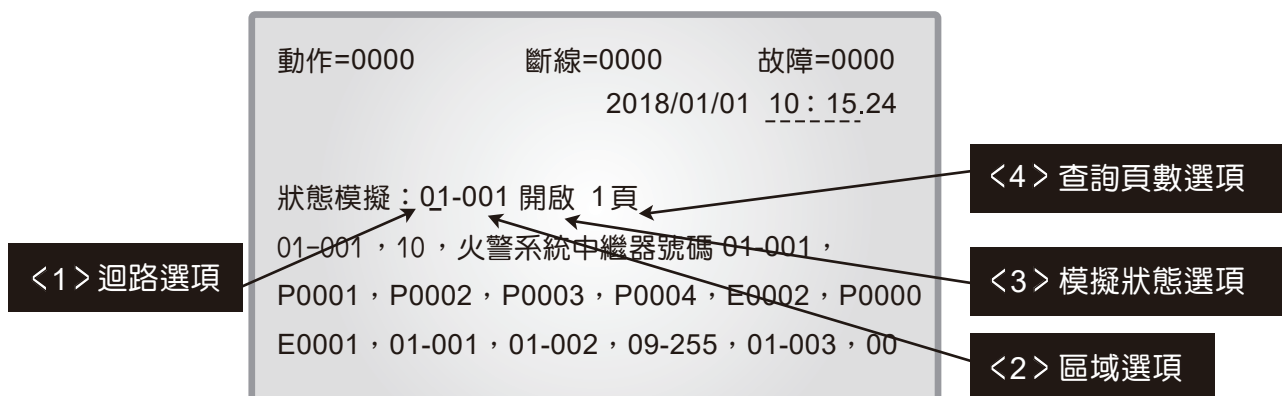 動作=0000 斷線=0000 故障=0000
2018/01/01 10：15.24
<4>查詢頁數選項
狀態模擬：01-001 開啟 1頁
01-001，10，火警系統中繼器號碼 01-001，
<1>迴路選項
<3>模擬狀態選項
P0001，P0002，P0003，P0004，E0002，P0000
E0001，01-001，01-002，09-255，01-003，00
<2>區域選項